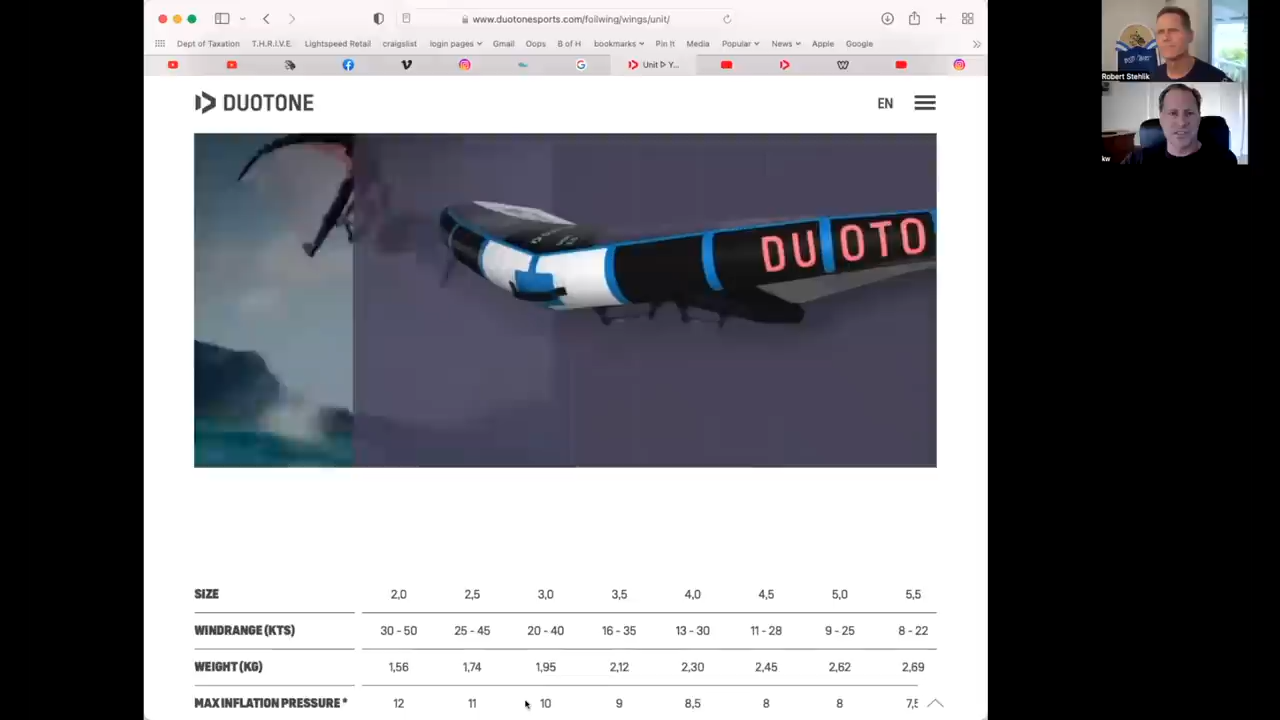 www.duotonesports.com/foilwing/wings/unit/
Dept of Taxation T.H.R.I.V.E. Lightspeed Retail craigslist login pages Gmail Oops B of H bookmarks Pin It Media Popular News Apple Google
Unit ᐅ Y...
DUOTONE
EN
DUOTO
SIZE 2,0 2,5 3,0 3,5 4,0 4,5 5,0 5,5
WINDRANGE (KTS) 30 - 50 25 - 45 20 - 40 16 - 35 13 - 30 11 - 28 9 - 25 8 - 22
WEIGHT (KG) 1,56 1,74 1,95 2,12 2,30 2,45 2,62 2,69
MAX INFLATION PRESSURE * 12 11 10 9 8,5 8 8 7,5
Robert Stehlik
kw